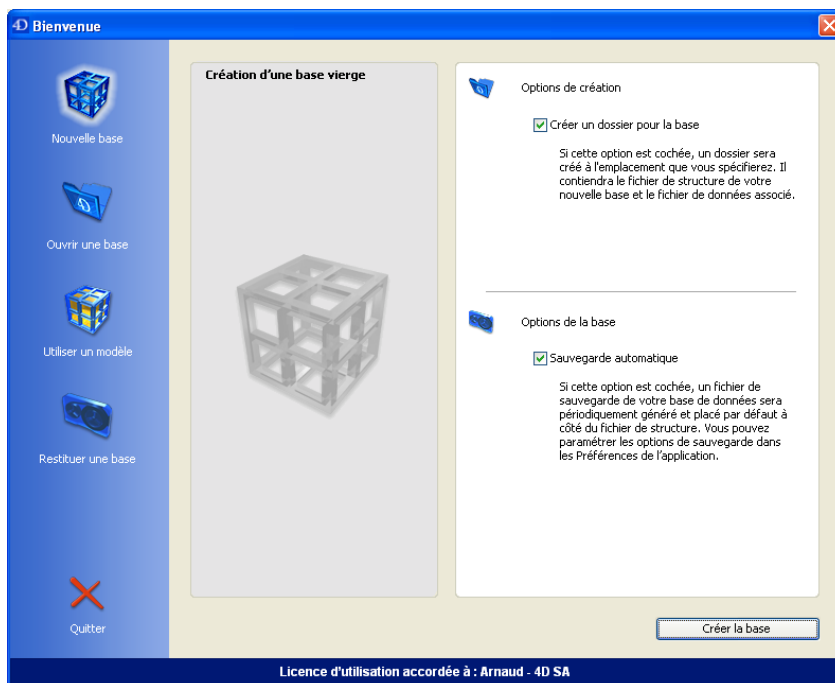 4D Bienvenue
Nouvelle base
Ouvrir une base
Utiliser un modèle
Restituer une base
Quitter
Création d'une base vierge
Options de création
Créer un dossier pour la base
Si cette option est cochée, un dossier sera
créé à l'emplacement que vous spécifierez. Il
contiendra le fichier de structure de votre
nouvelle base et le fichier de données associé.
Options de la base
Sauvegarde automatique
Si cette option est cochée, un fichier de
sauvegarde de votre base de données sera
périodiquement généré et placé par défaut à
côté du fichier de structure. Vous pouvez
paramétrer les options de sauvegarde dans
les Préférences de l'application.
Créer la base
Licence d'utilisation accordée à : Arnaud - 4D SA